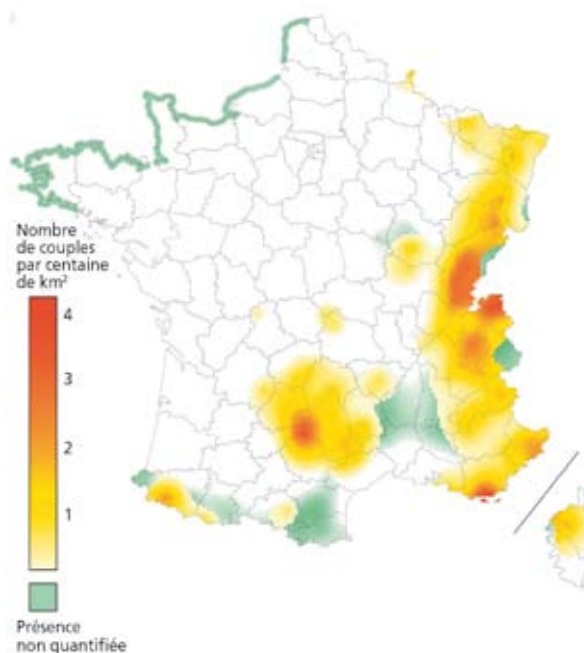 Nombre
de couples
par centaine
de km²
4
3
2
1
Présence
non quantifiée